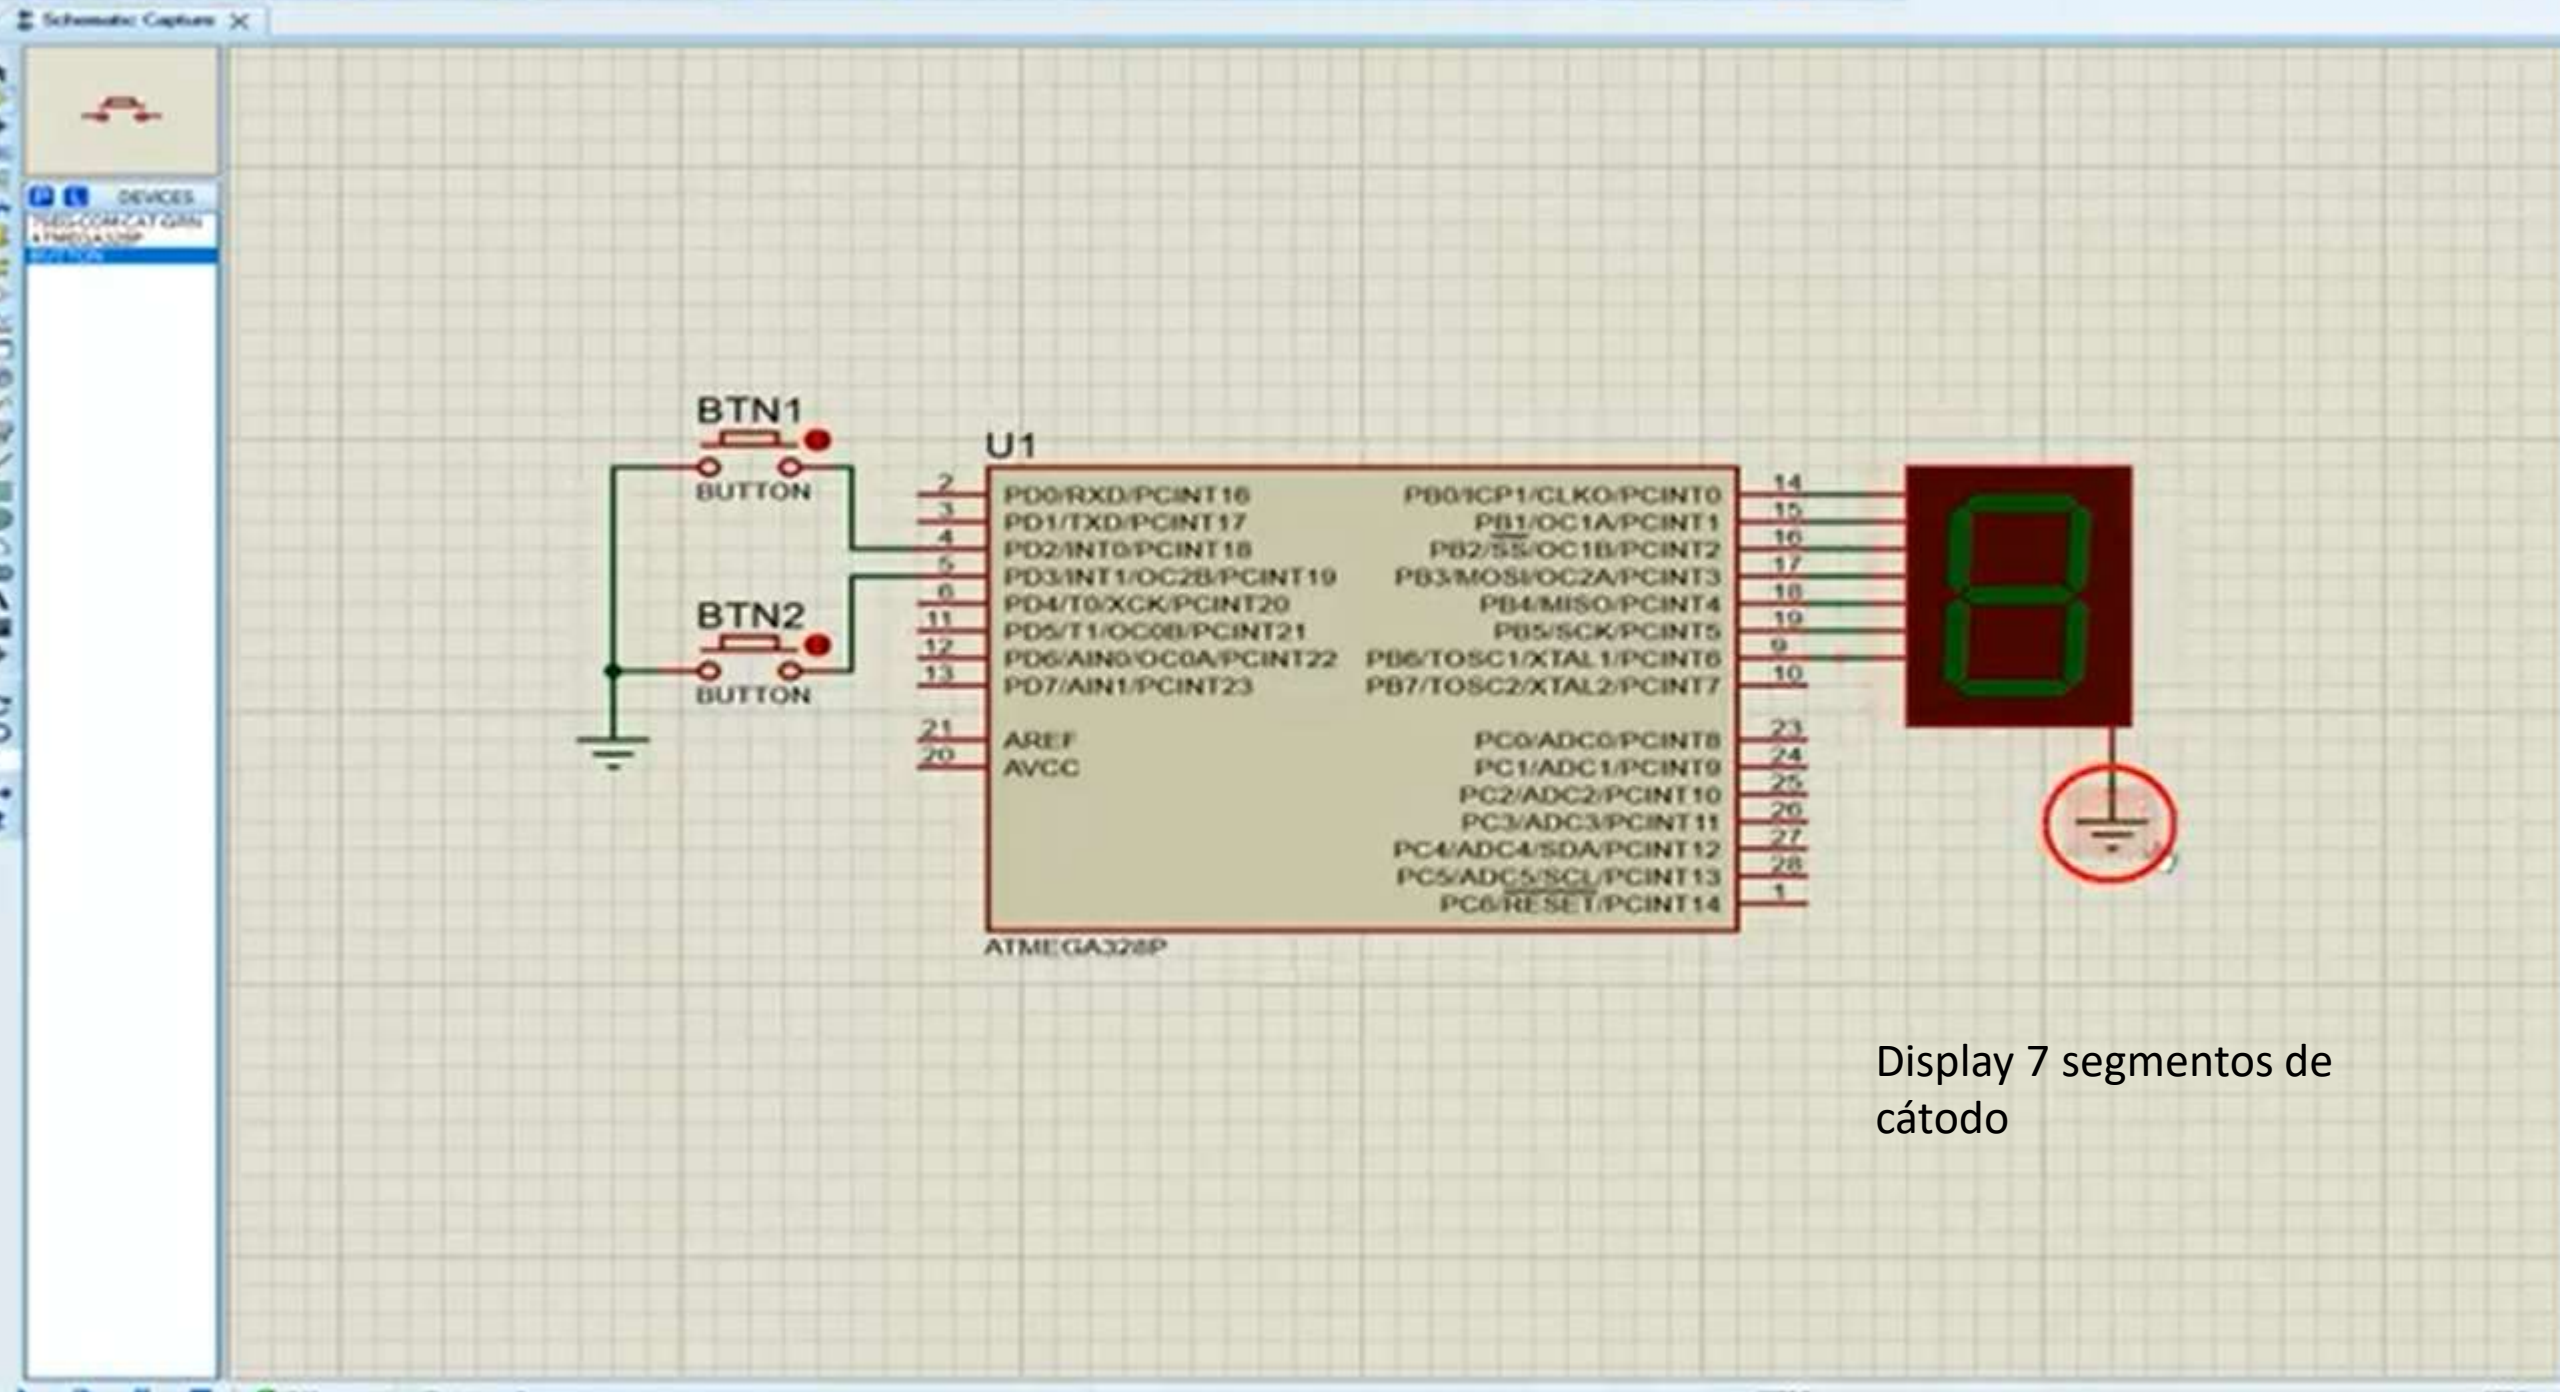 Schematic Capture
DEVICES
7SEG-COM-CAT-GRN
ATMEGA328P
BUTTON
BTN1
BUTTON
BTN2
BUTTON
U1
2 PD0/RXD/PCINT16
3 PD1/TXD/PCINT17
4 PD2/INT0/PCINT18
5 PD3/INT1/OC2B/PCINT19
6 PD4/T0/XCK/PCINT20
11 PD5/T1/OC0B/PCINT21
12 PD6/AIN0/OC0A/PCINT22
13 PD7/AIN1/PCINT23
21 AREF
20 AVCC
PB0/ICP1/CLKO/PCINT0 14
PB1/OC1A/PCINT1 15
PB2/SS/OC1B/PCINT2 16
PB3/MOSI/OC2A/PCINT3 17
PB4/MISO/PCINT4 18
PB5/SCK/PCINT5 19
PB6/TOSC1/XTAL1/PCINT6 9
PB7/TOSC2/XTAL2/PCINT7 10
PC0/ADC0/PCINT8 23
PC1/ADC1/PCINT9 24
PC2/ADC2/PCINT10 25
PC3/ADC3/PCINT11 26
PC4/ADC4/SDA/PCINT12 27
PC5/ADC5/SCL/PCINT13 28
PC6/RESET/PCINT14 1
ATMEGA328P
Display 7 segmentos de
cátodo